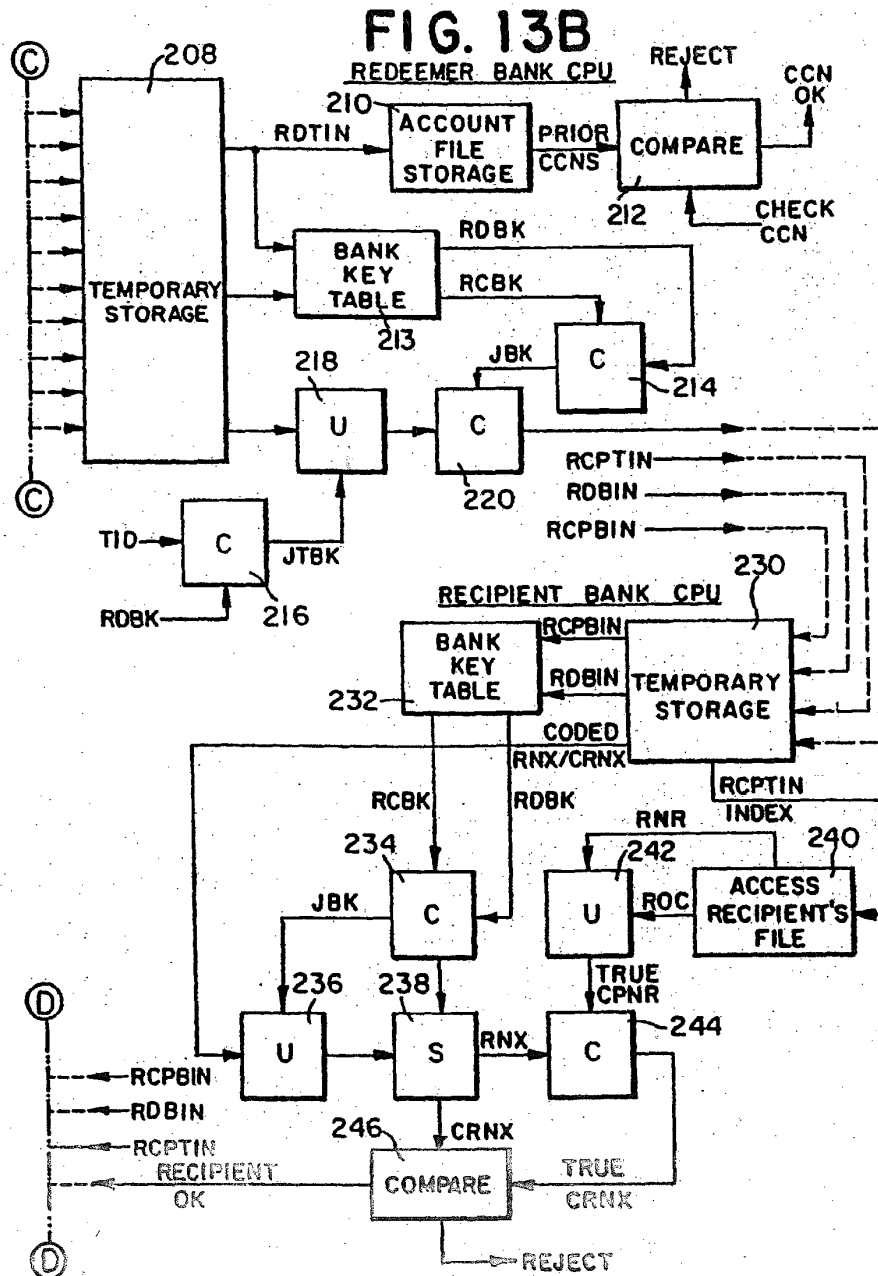 FIG. 13B
REDEEMER BANK CPU
C
208
TEMPORARY
STORAGE
RDTIN
210
ACCOUNT
FILE
STORAGE
PRIOR
CCNS
REJECT
CCN
OK
COMPARE
212
CHECK
CCN
BANK
KEY
TABLE
213
RDBK
RCBK
C
214
JBK
218
U
C
220
C
TID
C
JTBK
216
RDBK
RCPTIN
RDBIN
RCPBIN
RECIPIENT BANK CPU
230
TEMPORARY
STORAGE
RCPBIN
RDBIN
BANK
KEY
TABLE
232
CODED
RNX/CRNX
RCPTIN
INDEX
RCBK
RDBK
RNR
240
ACCESS
RECIPIENT'S
FILE
ROC
242
U
234
C
JBK
TRUE
CPNR
236
U
238
S
RNX
244
C
D
RCPBIN
RDBIN
RCPTIN
RECIPIENT
OK
246
CRNX
COMPARE
TRUE
CRNX
REJECT
D